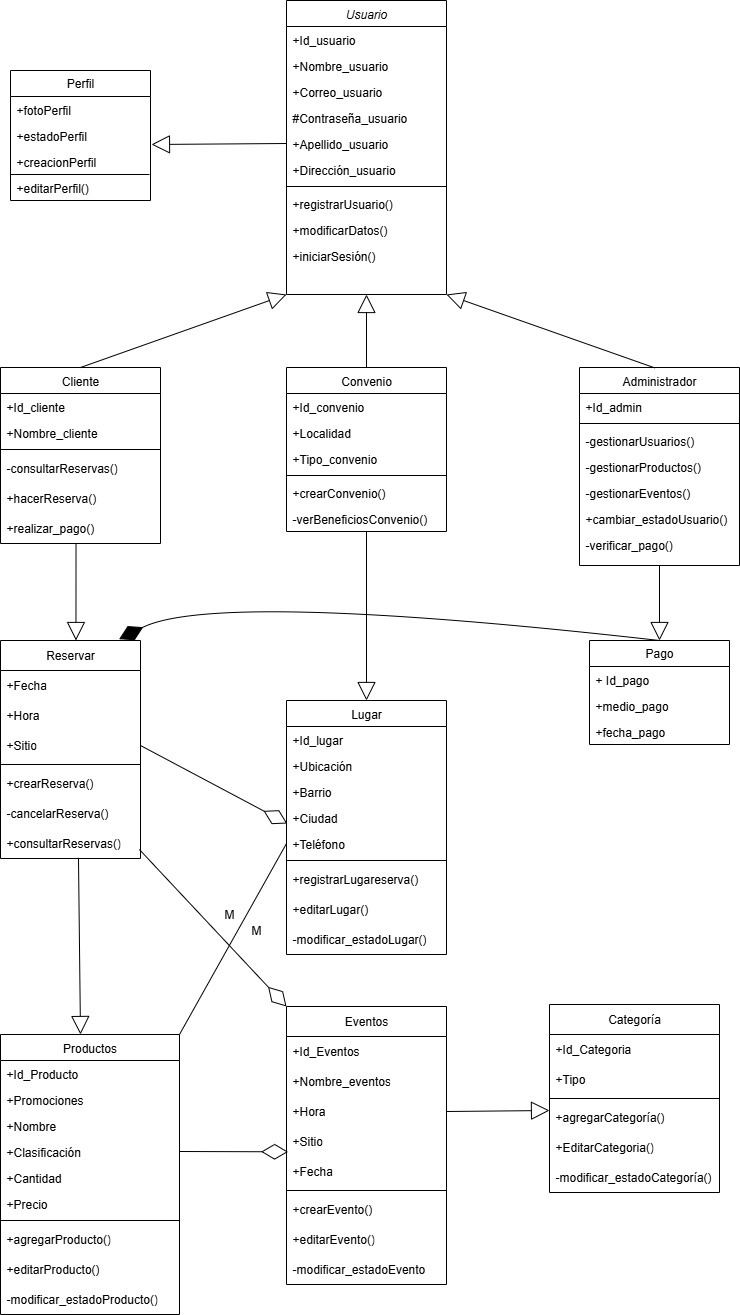 Usuario
+Id_usuario
+Nombre_usuario
+Correo_usuario
#Contraseña_usuario
+Apellido_usuario
+Dirección_usuario
+registrarUsuario()
+modificarDatos()
+iniciarSesión()
Perfil
+fotoPerfil
+estadoPerfil
+creacionPerfil
+editarPerfil()
Cliente
+Id_cliente
+Nombre_cliente
-consultarReservas()
+hacerReserva()
+realizar_pago()
Convenio
+Id_convenio
+Localidad
+Tipo_convenio
+crearConvenio()
-verBeneficiosConvenio()
Administrador
+Id_admin
-gestionarUsuarios()
-gestionarProductos()
-gestionarEventos()
+cambiar_estadoUsuario()
-verificar_pago()
Reservar
+Fecha
+Hora
+Sitio
+crearReserva()
-cancelarReserva()
+consultarReservas()
Pago
+ Id_pago
+medio_pago
+fecha_pago
Lugar
+Id_lugar
+Ubicación
+Barrio
+Ciudad
+Teléfono
+registrarLugareserva()
+editarLugar()
-modificar_estadoLugar()
M
M
Productos
+Id_Producto
+Promociones
+Nombre
+Clasificación
+Cantidad
+Precio
+agregarProducto()
+editarProducto()
-modificar_estadoProducto()
Eventos
+Id_Eventos
+Nombre_eventos
+Hora
+Sitio
+Fecha
+crearEvento()
+editarEvento()
-modificar_estadoEvento
Categoría
+Id_Categoria
+Tipo
+agregarCategoría()
+EditarCategoria()
-modificar_estadoCategoría()